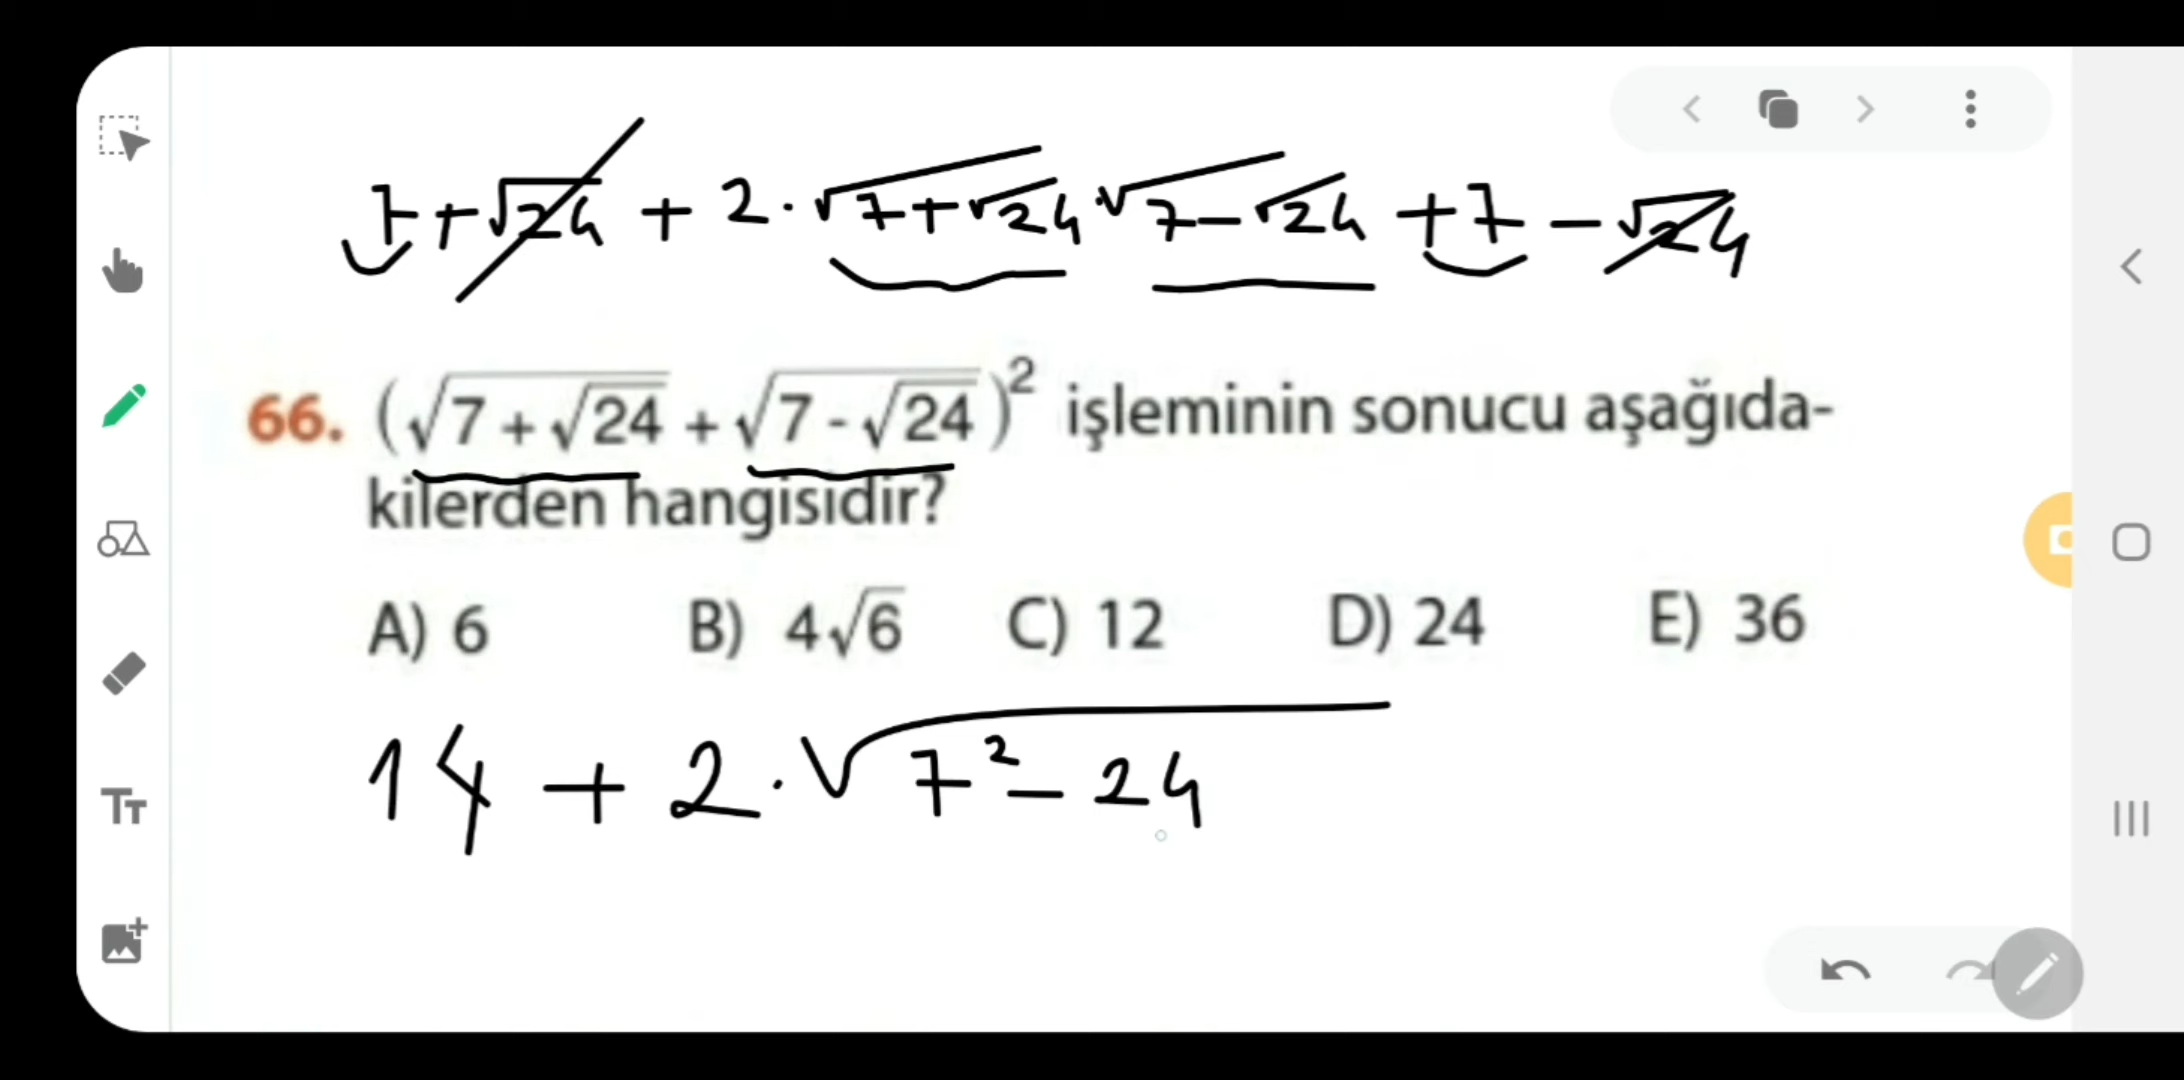 7 + √24 + 2 · √(7 + √24) · √(7 - √24) + 7 - √24
66. (√(7 + √24) + √(7 - √24))² işleminin sonucu aşağıda-
kilerden hangisidir?
A) 6 B) 4√6 C) 12 D) 24 E) 36
14 + 2 · √(7² - 24)
Tт